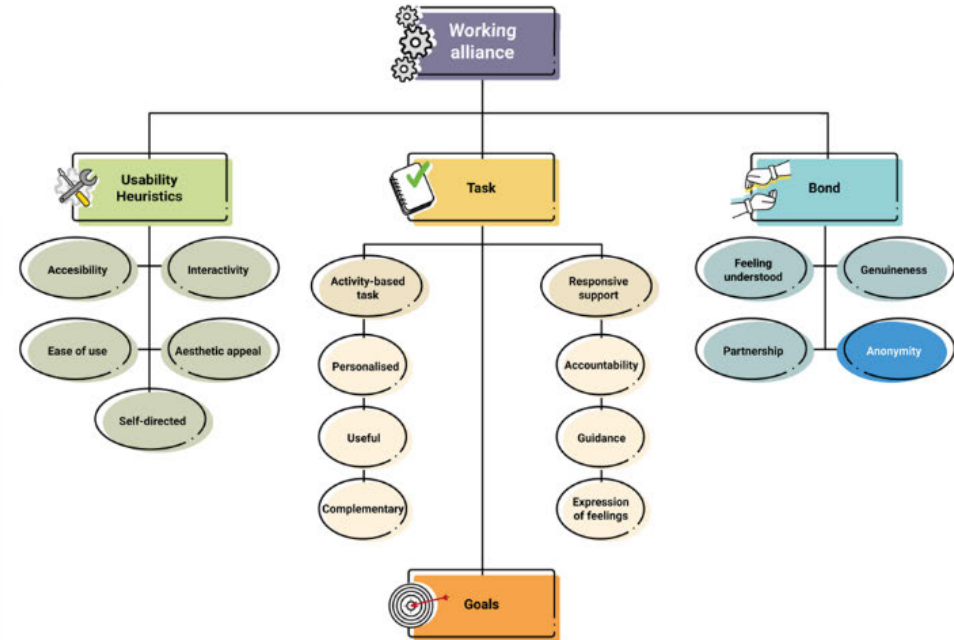 Working
alliance
Usability
Heuristics
Task
Bond
Accesibility
Interactivity
Ease of use
Aesthetic appeal
Self-directed
Activity-based
task
Personalised
Useful
Complementary
Responsive
support
Accountability
Guidance
Expression
of feelings
Feeling
understood
Genuineness
Partnership
Anonymity
Goals